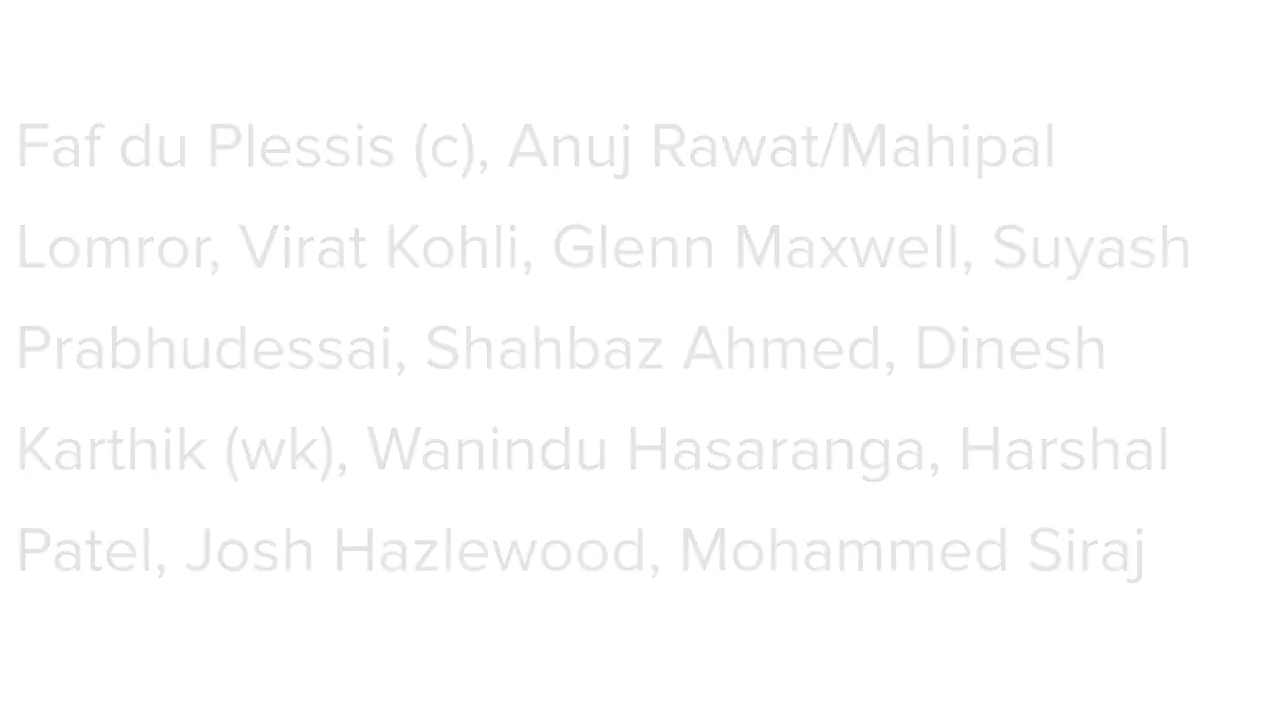 Faf du Plessis (c), Anuj Rawat/Mahipal
Lomror, Virat Kohli, Glenn Maxwell, Suyash
Prabhudessai, Shahbaz Ahmed, Dinesh
Karthik (wk), Wanindu Hasaranga, Harshal
Patel, Josh Hazlewood, Mohammed Siraj